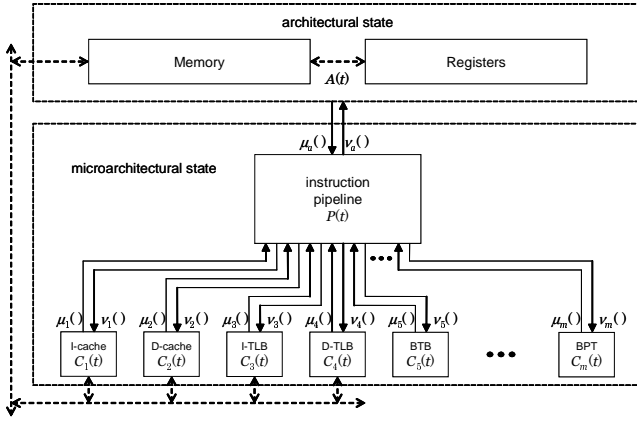 architectural state
Memory
Registers
A(t)
μa() νa()
microarchitectural state
instruction
pipeline
P(t)
•••
μ1() ν1() μ2() ν2() μ3() ν3() μ4() ν4() μ5() ν5() μm() νm()
I-cache D-cache I-TLB D-TLB BTB BPT
C1(t) C2(t) C3(t) C4(t) C5(t) ••• Cm(t)